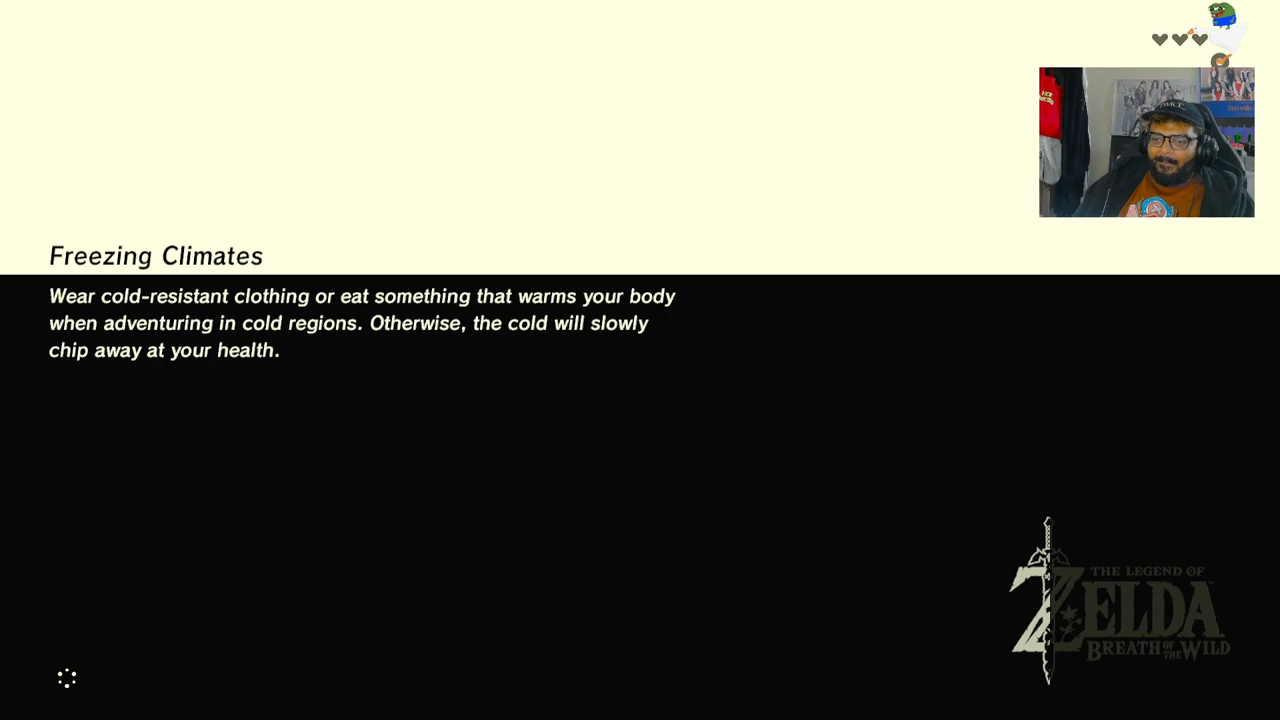 TWICE
Freezing Climates
Wear cold-resistant clothing or eat something that warms your body
when adventuring in cold regions. Otherwise, the cold will slowly
chip away at your health.
THE LEGEND OF
ZELDA
BREATH OF THE WILD